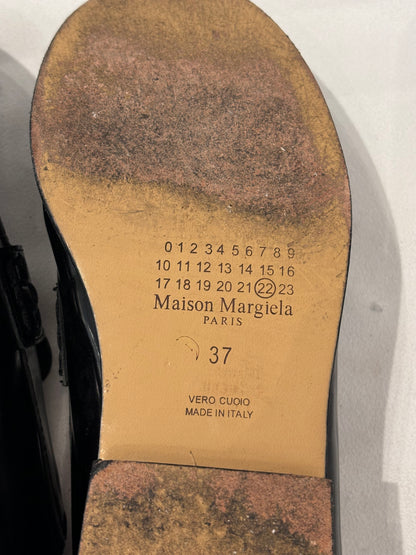 0 1 2 3 4 5 6 7 8 9
10 11 12 13 14 15 16
17 18 19 20 21 22 23
Maison Margiela
PARIS
37
VERO CUOIO
MADE IN ITALY